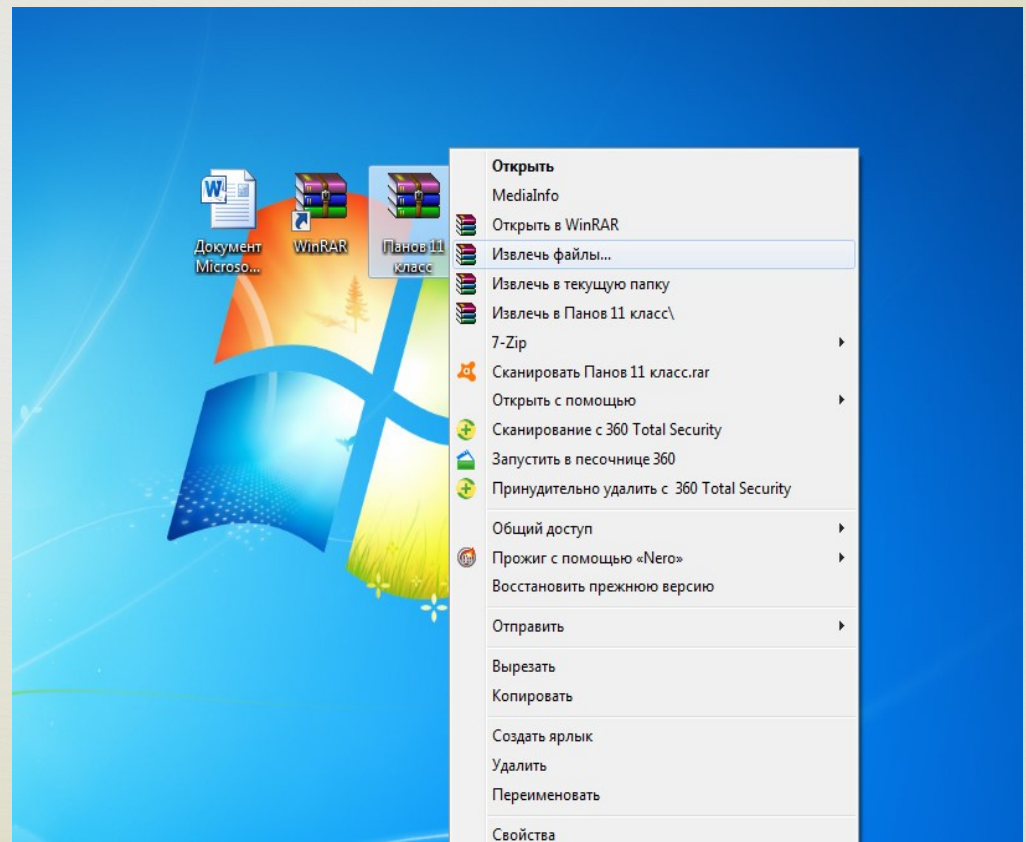 Документ
Microso...
WinRAR
Панов 11
класс
Открыть
MediaInfo
Открыть в WinRAR
Извлечь файлы...
Извлечь в текущую папку
Извлечь в Панов 11 класс\
7-Zip
Сканировать Панов 11 класс.rar
Открыть с помощью
Сканирование с 360 Total Security
Запустить в песочнице 360
Принудительно удалить с 360 Total Security
Общий доступ
Прожиг с помощью «Nero»
Восстановить прежнюю версию
Отправить
Вырезать
Копировать
Создать ярлык
Удалить
Переименовать
Свойства